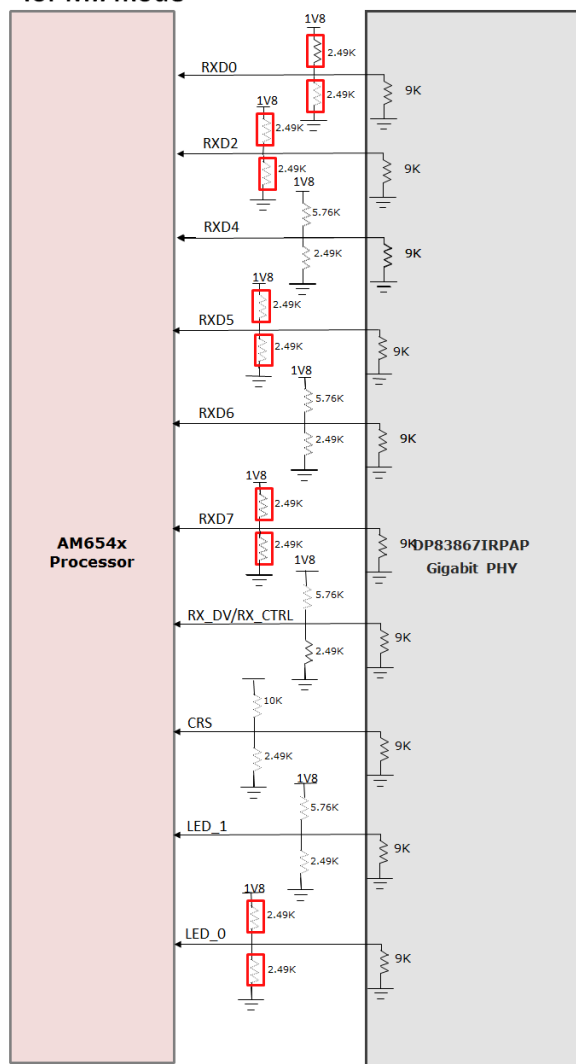 1V8
2.49K
RXD0
2.49K
9K
1V8
2.49K
RXD2
2.49K
9K
1V8
5.76K
RXD4
2.49K
9K
1V8
2.49K
RXD5
2.49K
9K
1V8
5.76K
RXD6
2.49K
9K
1V8
2.49K
RXD7
2.49K
9K
AM654x
Processor
DP83867IRPAP
Gigabit PHY
1V8
5.76K
RX_DV/RX_CTRL
2.49K
9K
10K
CRS
2.49K
9K
1V8
5.76K
LED_1
2.49K
9K
1V8
2.49K
LED_0
2.49K
9K